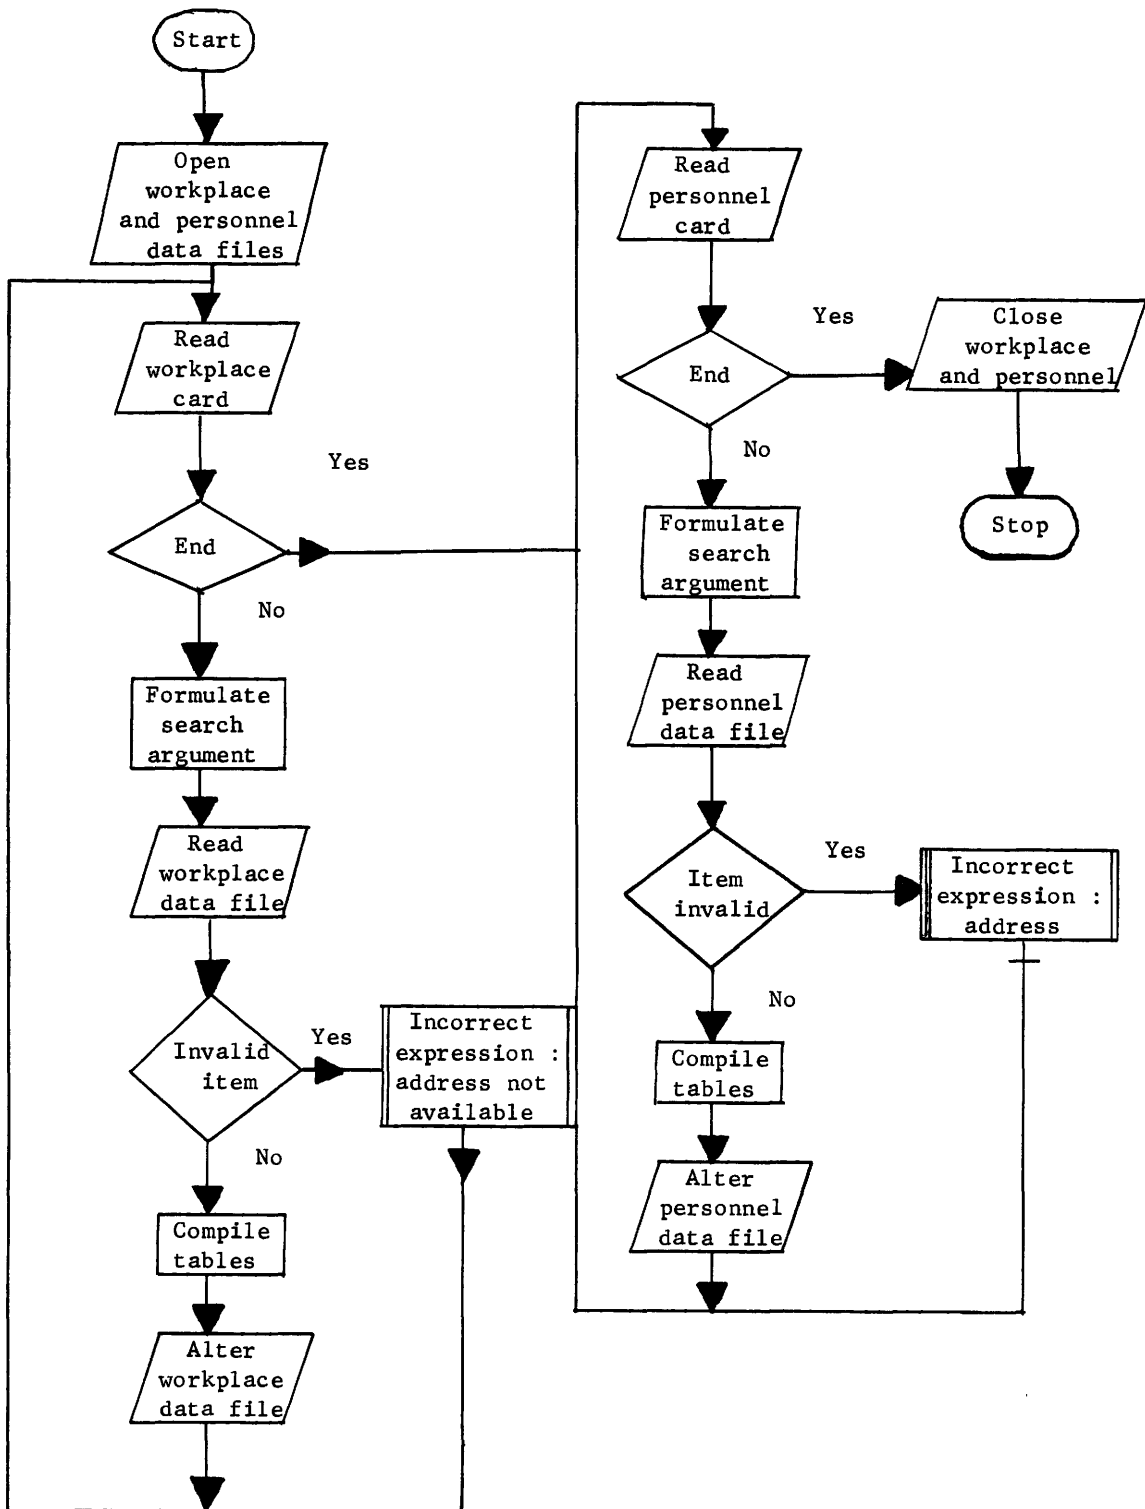 Start
Open
workplace
and personnel
data files
Read
workplace
card
Yes
End
No
Formulate
search
argument
Read
workplace
data file
Invalid
item
Yes
Incorrect
expression :
address not
available
No
Compile
tables
Alter
workplace
data file
Read
personnel
card
Yes
End
Close
workplace
and personnel
No
Stop
Formulate
search
argument
Read
personnel
data file
Yes
Item
invalid
Incorrect
expression :
address
No
Compile
tables
Alter
personnel
data file